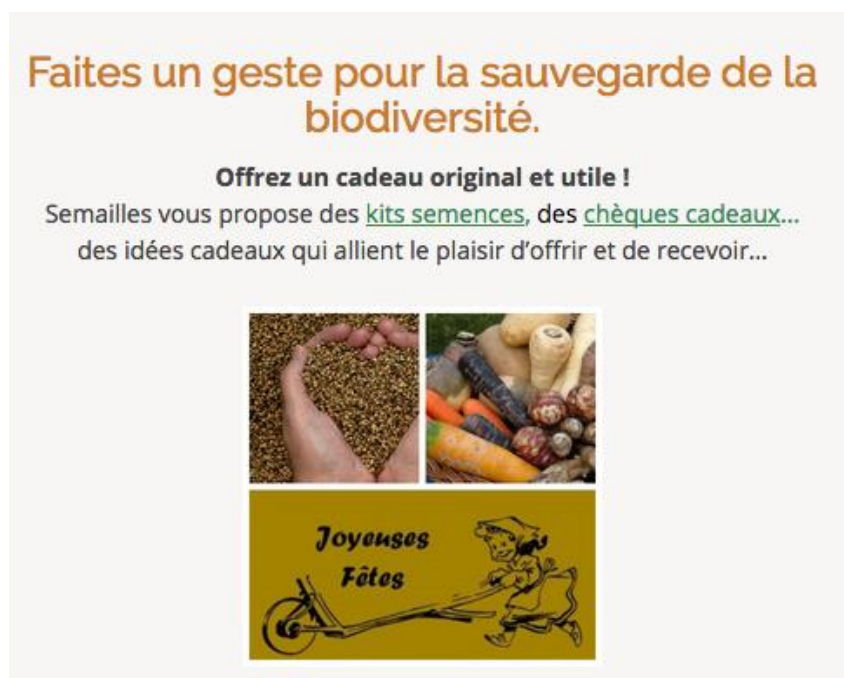 Faites un geste pour la sauvegarde de la
biodiversité.
Offrez un cadeau original et utile !
Semailles vous propose des kits semences, des chèques cadeaux...
des idées cadeaux qui allient le plaisir d’offrir et de recevoir...
Joyeuses
Fêtes